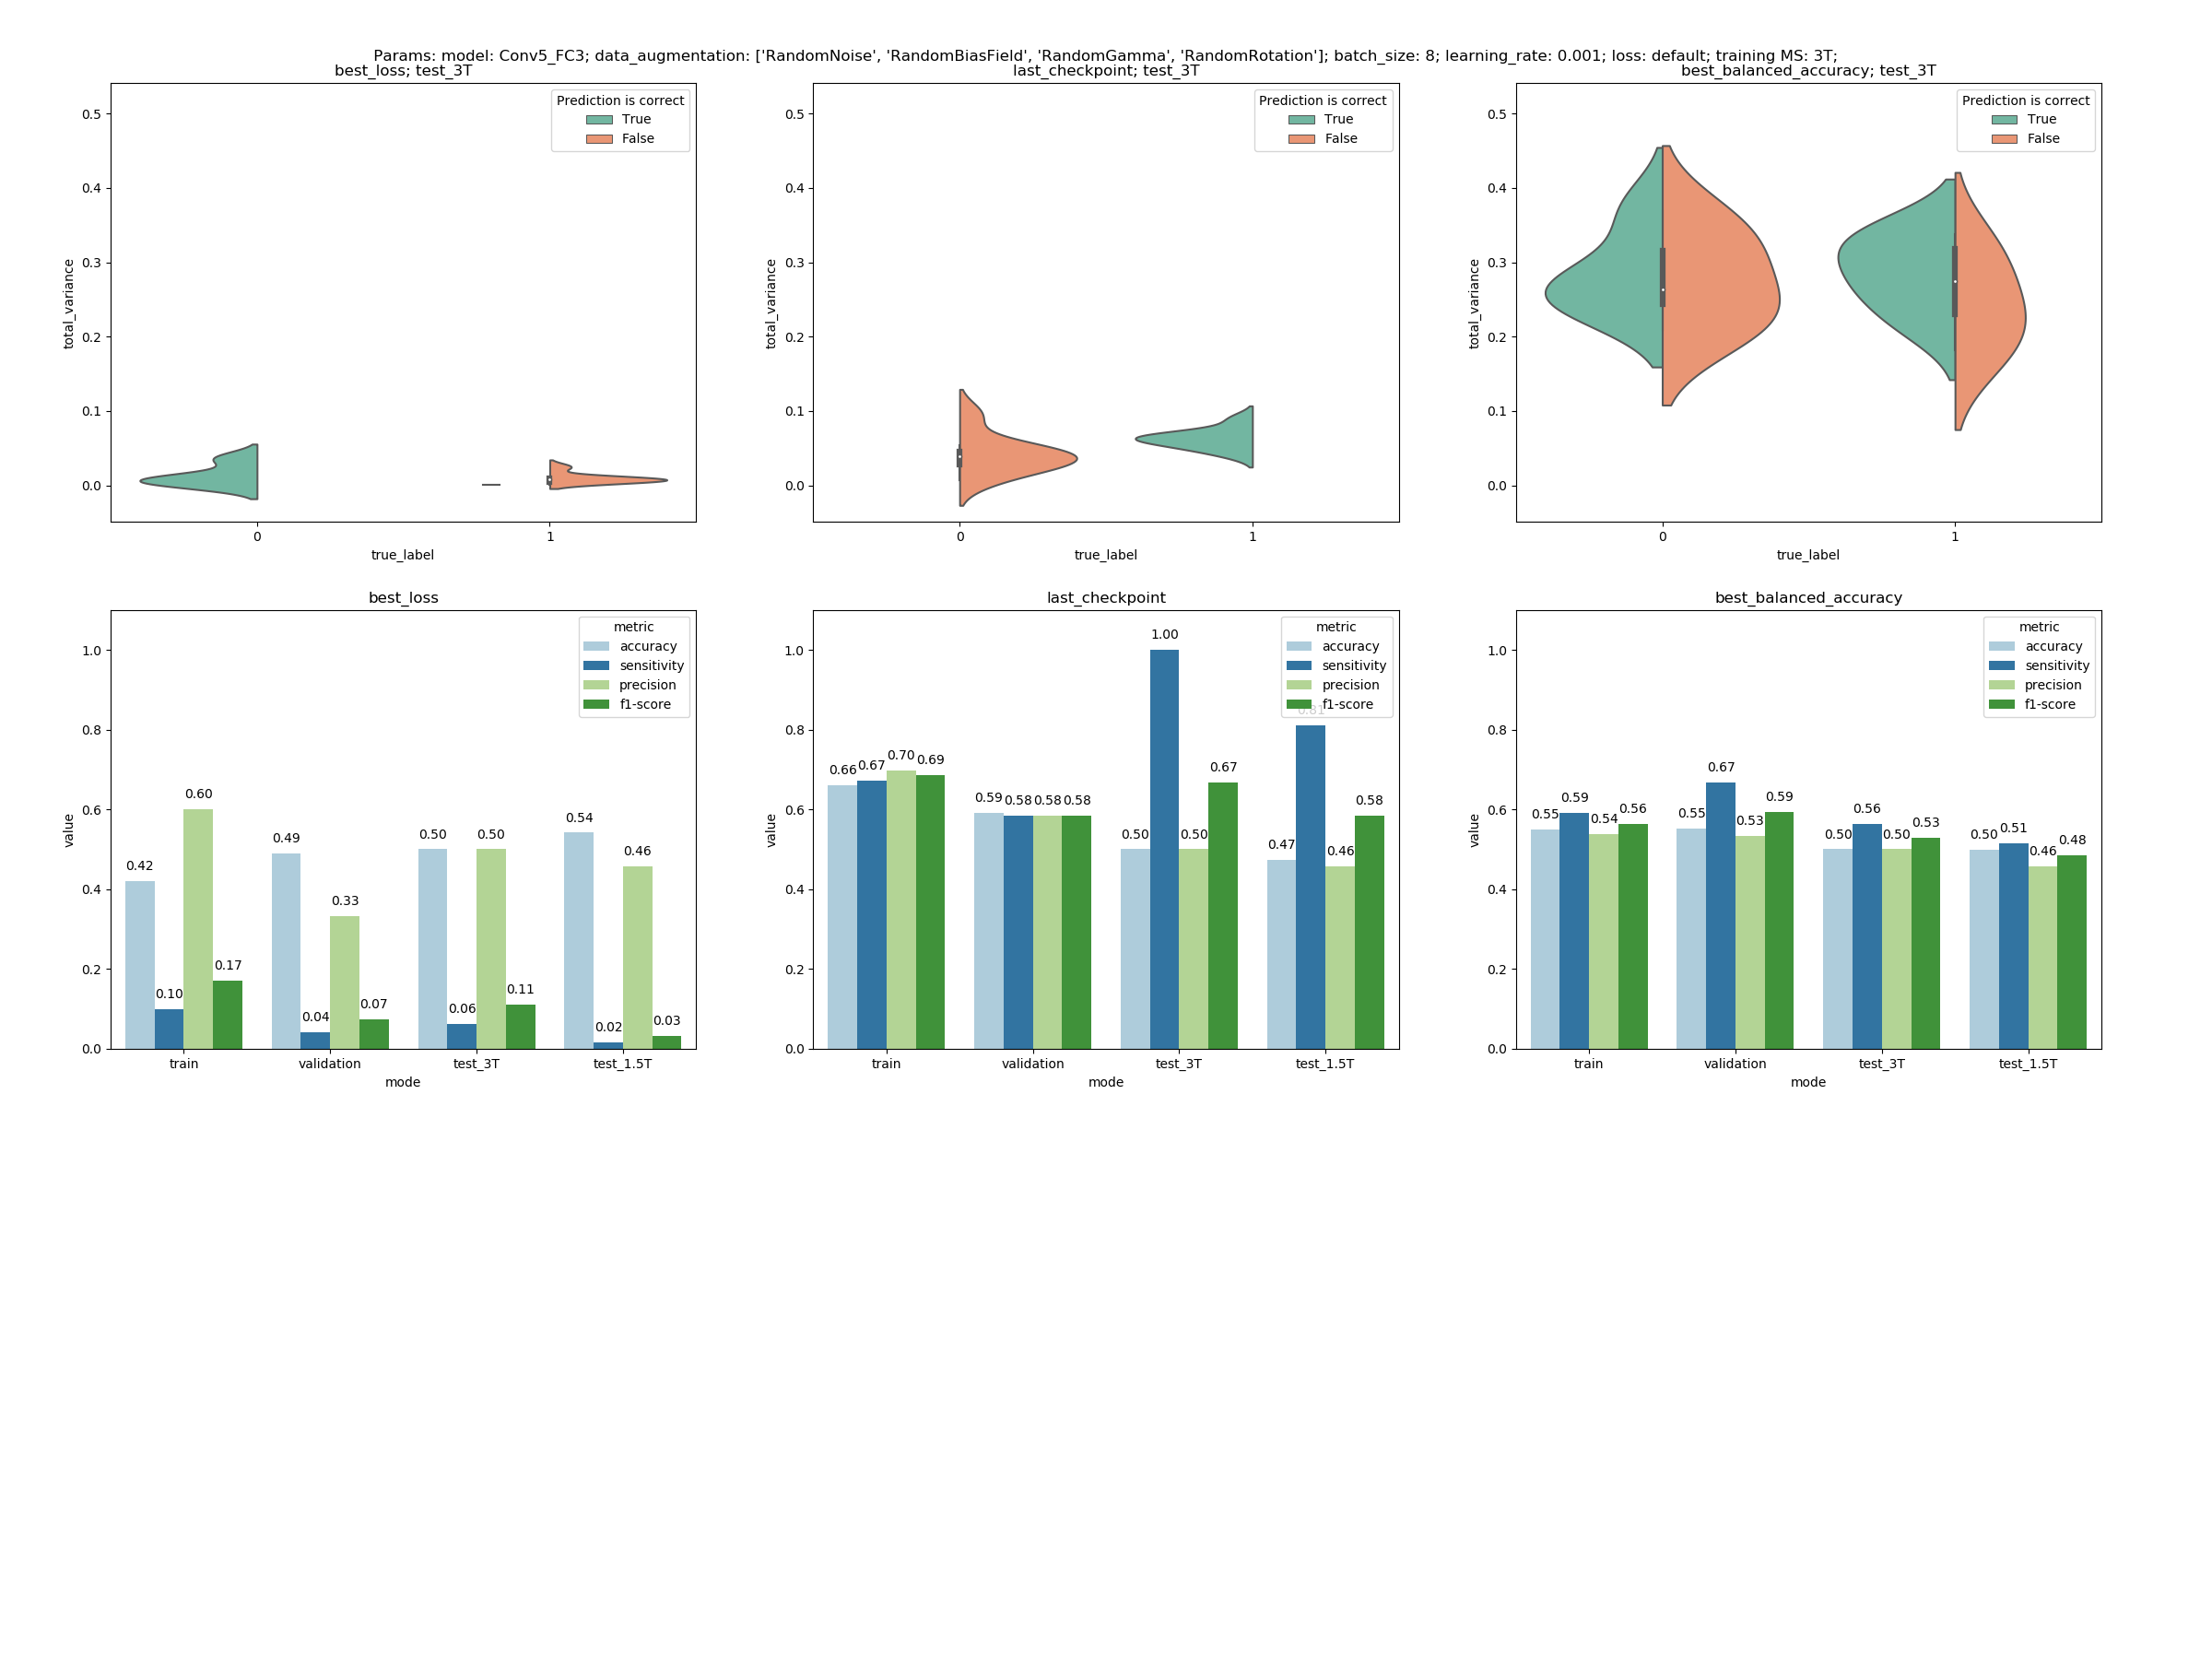 Params: model: Conv5_FC3; data_augmentation: ['RandomNoise', 'RandomBiasField', 'RandomGamma', 'RandomRotation']; batch_size: 8; learning_rate: 0.001; loss: default; training MS: 3T;
best_loss; test_3T
Prediction is correct
True
False
0.5
0.4
0.3
0.2
0.1
0.0
total_variance
0
1
true_label
last_checkpoint; test_3T
Prediction is correct
True
False
0.5
0.4
0.3
0.2
0.1
0.0
total_variance
0
1
true_label
best_balanced_accuracy; test_3T
Prediction is correct
True
False
0.5
0.4
0.3
0.2
0.1
0.0
total_variance
0
1
true_label
best_loss
metric
accuracy
sensitivity
precision
f1-score
1.0
0.8
0.6
0.4
0.2
0.0
value
0.42
0.10
0.60
0.17
0.49
0.04
0.33
0.07
0.50
0.06
0.50
0.11
0.54
0.02
0.46
0.03
train
validation
test_3T
test_1.5T
mode
last_checkpoint
metric
accuracy
sensitivity
precision
f1-score
1.0
0.8
0.6
0.4
0.2
0.0
value
0.66
0.67
0.70
0.69
0.59
0.58
0.58
0.58
0.50
1.00
0.50
0.67
0.47
0.81
0.46
0.58
train
validation
test_3T
test_1.5T
mode
best_balanced_accuracy
metric
accuracy
sensitivity
precision
f1-score
1.0
0.8
0.6
0.4
0.2
0.0
value
0.55
0.59
0.54
0.56
0.55
0.67
0.53
0.59
0.50
0.56
0.50
0.53
0.50
0.51
0.46
0.48
train
validation
test_3T
test_1.5T
mode